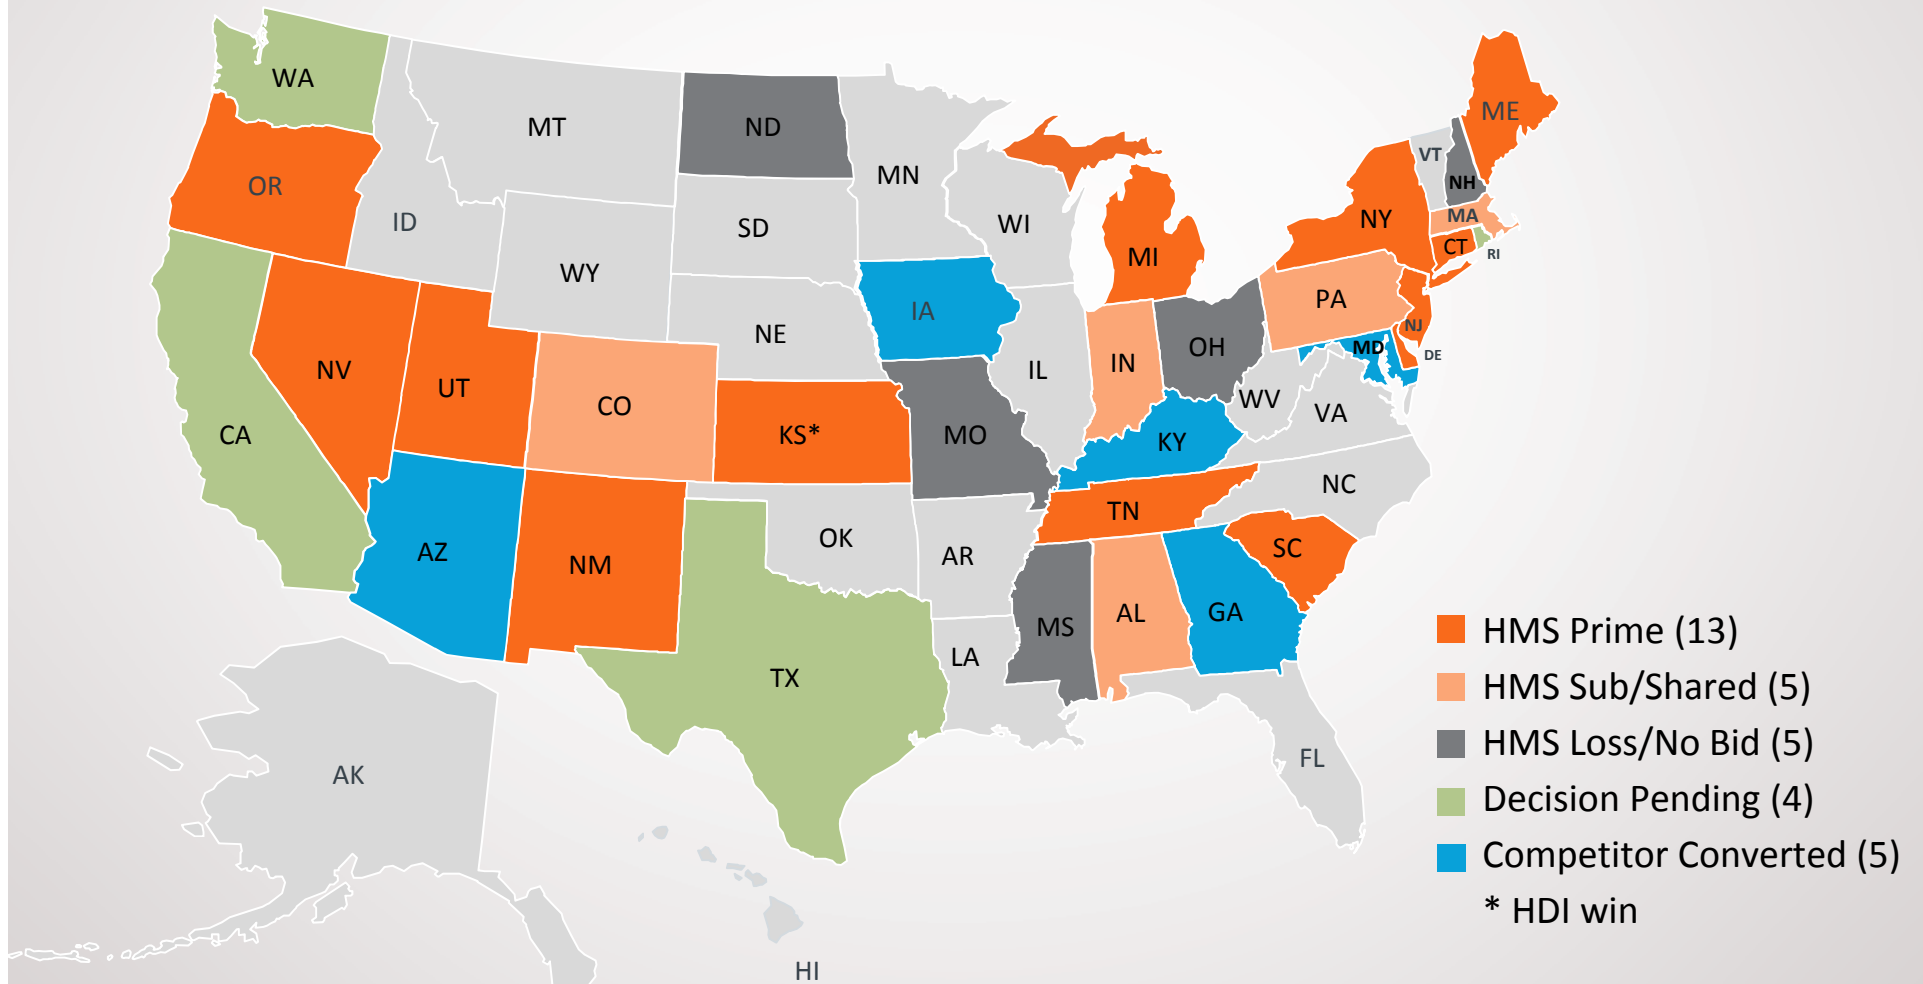 WA
ME
MT
ND
VT
MN
NH
OR
MA
ID
NY
WI
SD
CT
RI
MI
WY
PA
IA
NJ
NE
OH
MD
DE
IN
NV
IL
UT
WV
CO
VA
CA
KS*
MO
KY
NC
TN
OK
SC
AZ
AR
NM
AL
GA
MS
LA
TX
FL
AK
HI
HMS Prime (13)
HMS Sub/Shared (5)
HMS Loss/No Bid (5)
Decision Pending (4)
Competitor Converted (5)
* HDI win